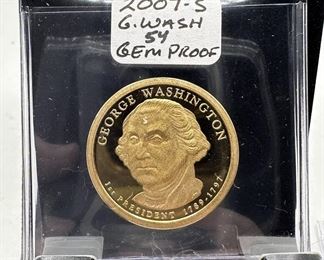 2007-S
G. WASH
54
GEM PROOF
GEORGE WASHINGTON
1st PRESIDENT 1789-1797
S